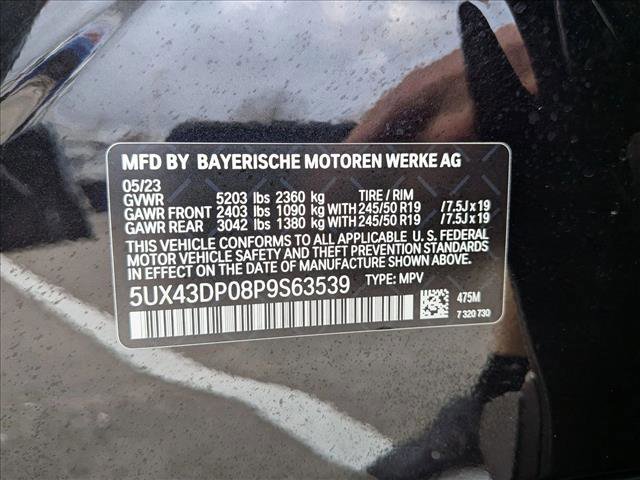 MFD BY BAYERISCHE MOTOREN WERKE AG
05/23
GVWR 5203 lbs 2360 kg TIRE / RIM
GAWR FRONT 2403 lbs 1090 kg WITH 245/50 R19 /7.5J x 19
GAWR REAR 3042 lbs 1380 kg WITH 245/50 R19 /7.5J x 19
THIS VEHICLE CONFORMS TO ALL APPLICABLE U. S. FEDERAL
MOTOR VEHICLE SAFETY AND THEFT PREVENTION STANDARDS
IN EFFECT ON THE DATE OF MANUFACTURE SHOWN ABOVE.
5UX43DP08P9S63539 TYPE: MPV
475M
7 320 730